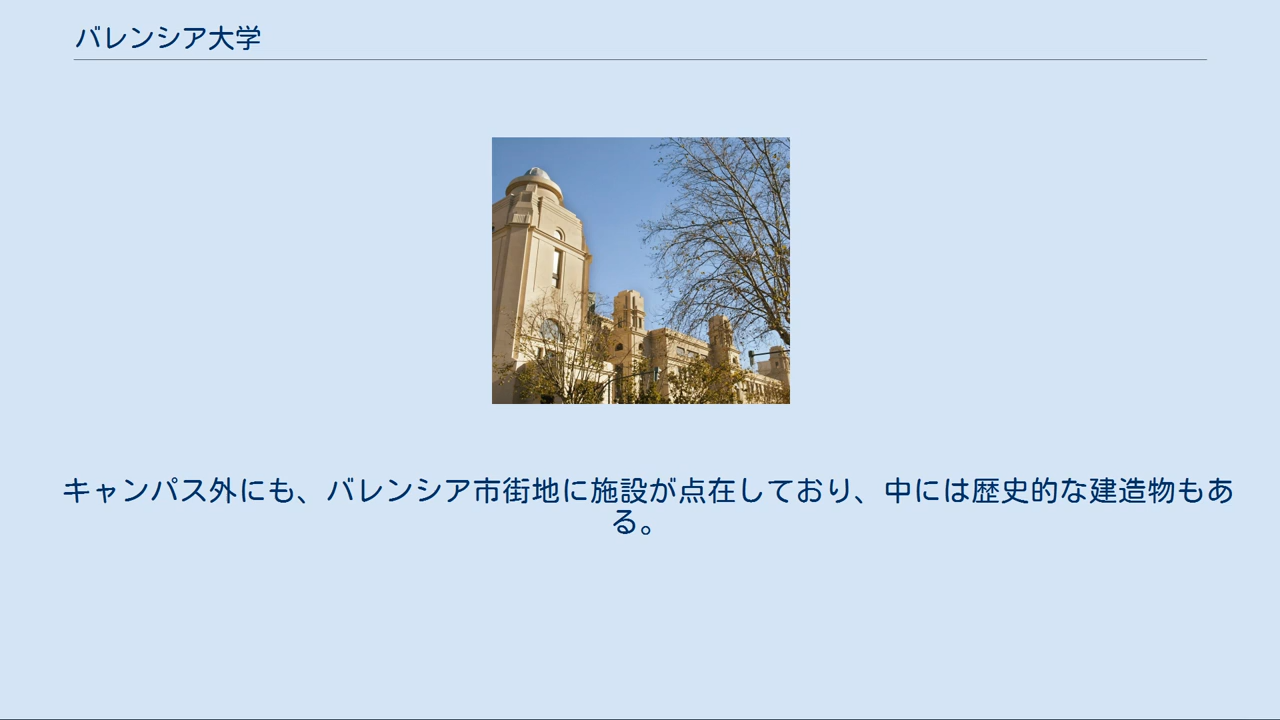 バレンシア大学
キャンパス外にも、バレンシア市街地に施設が点在しており、中には歴史的な建造物もあ
る。